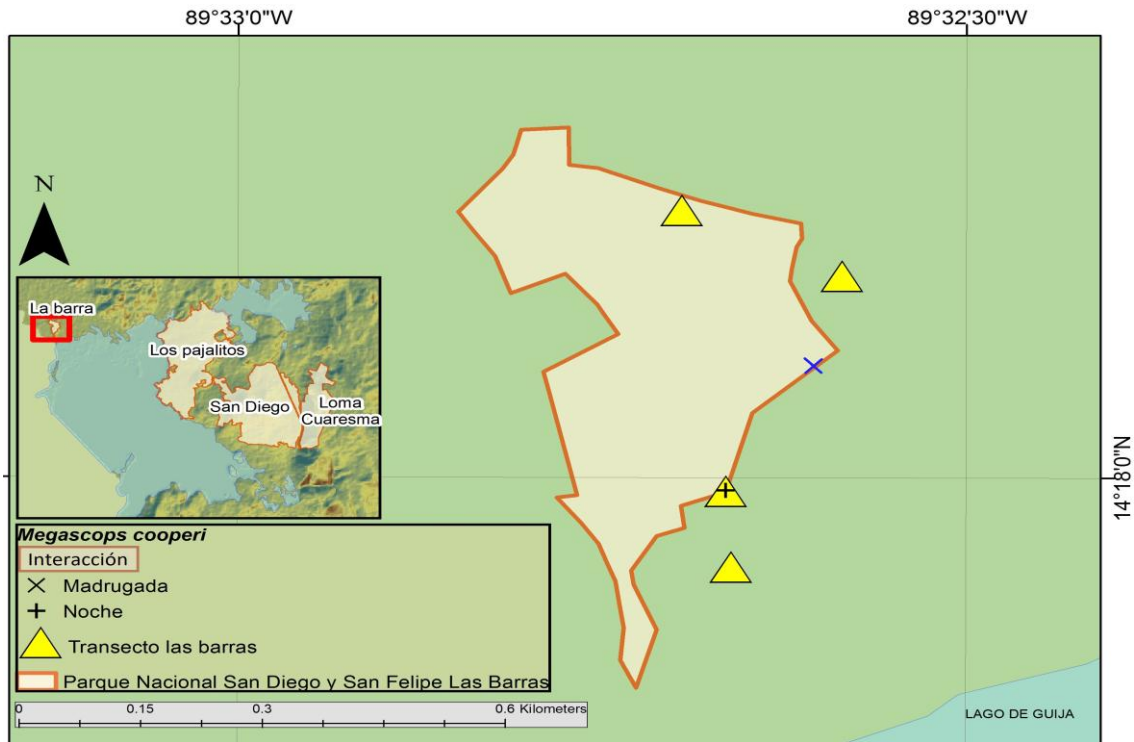 89°33'0"W
89°32'30"W
N
La barra
Los pajalitos
San Diego
Loma
Cuaresma
14°18'0"N
Megascops cooperi
Interacción
Madrugada
Noche
Transecto las barras
Parque Nacional San Diego y San Felipe Las Barras
0 0.15 0.3 0.6 Kilometers
LAGO DE GUIJA